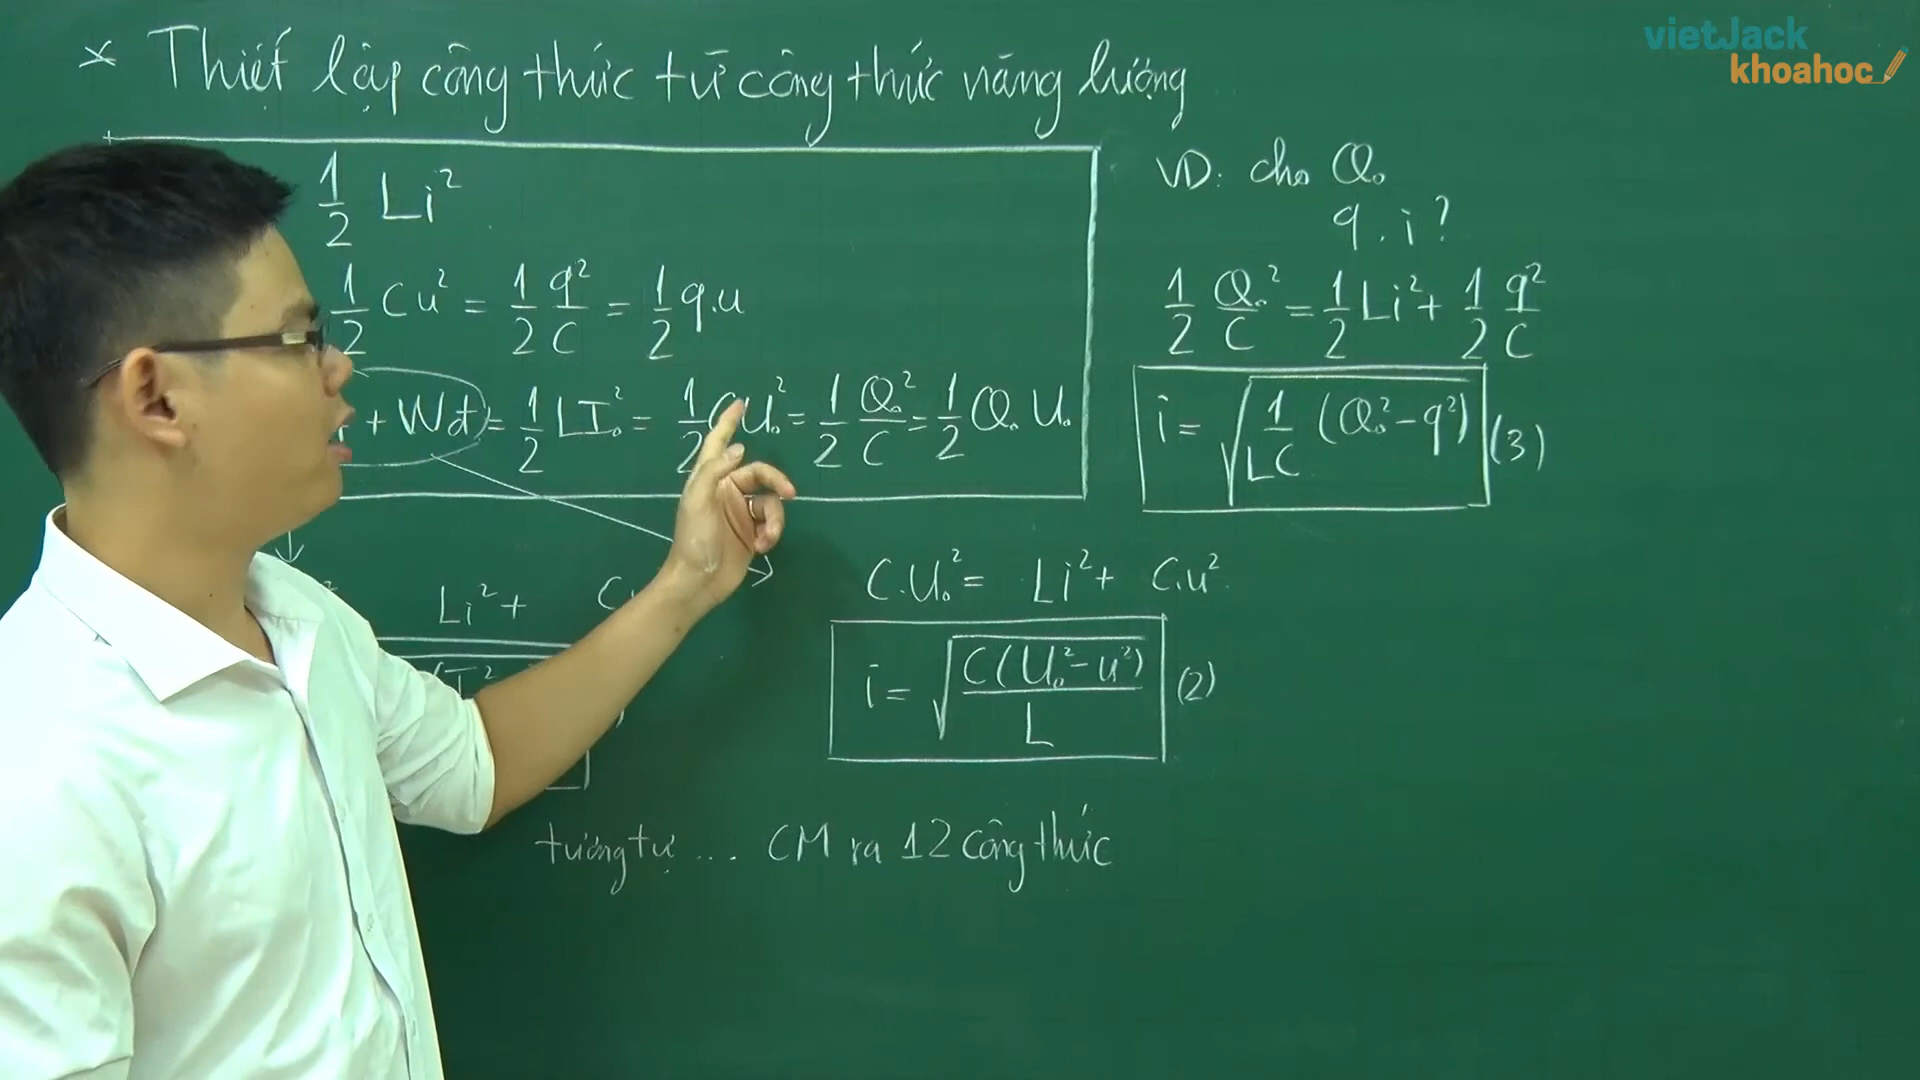 vietJack
khoahoc
* Thiết lập công thức từ công thức năng lượng
1/2 Li²
1/2 Cu² = 1/2 q²/C = 1/2 q.u
+ Wđ = 1/2 LI₀² = 1/2 CU₀² = 1/2 Q₀²/C = 1/2 Q₀ U₀
VD: cho Q₀
q . i ?
1/2 Q₀²/C = 1/2 Li² + 1/2 q²/C
i = √(1/LC (Q₀² - q²)) (3)
Li² +
C.U₀² = Li² + C.u²
i = √(C(U₀² - u²)/L) (2)
tương tự ... CM ra 12 công thức